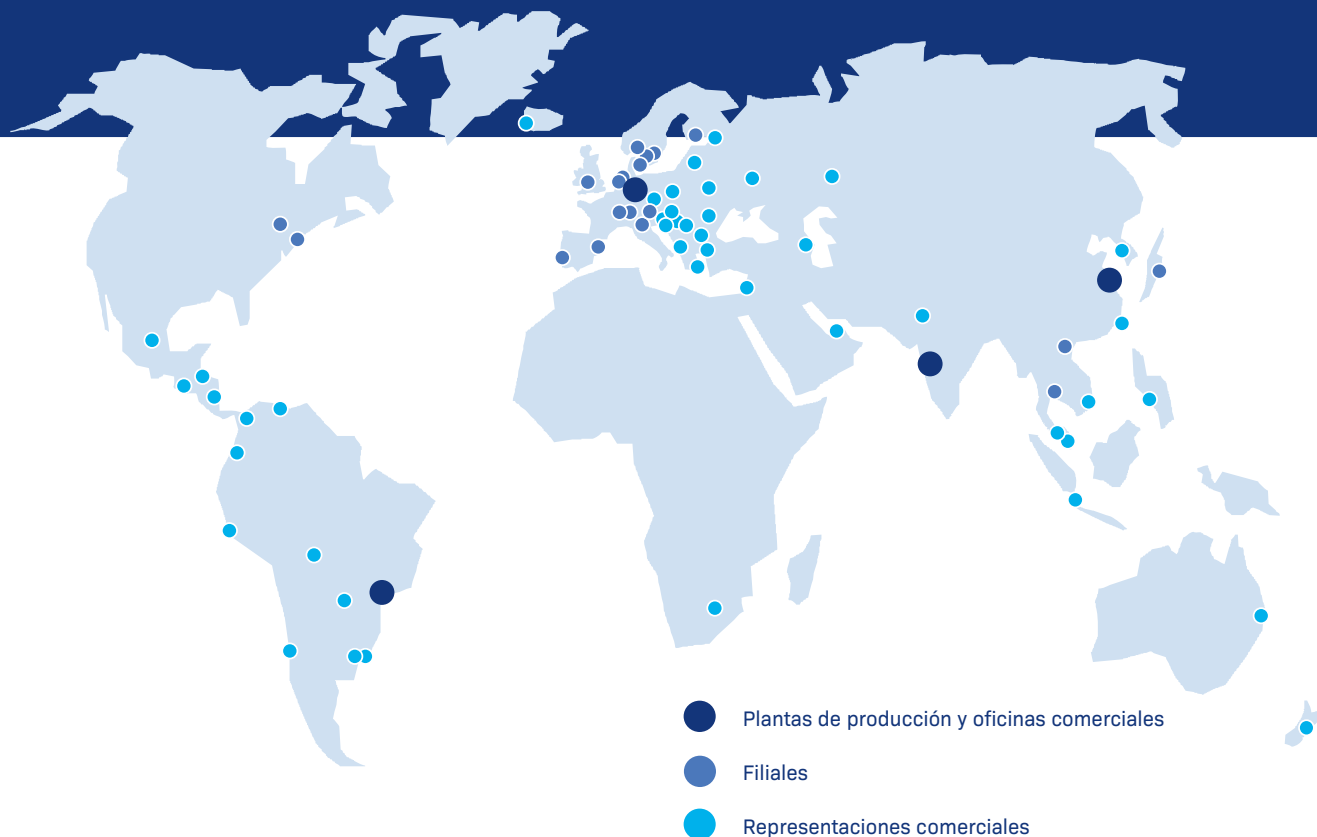 Plantas de producción y oficinas comerciales
Filiales
Representaciones comerciales